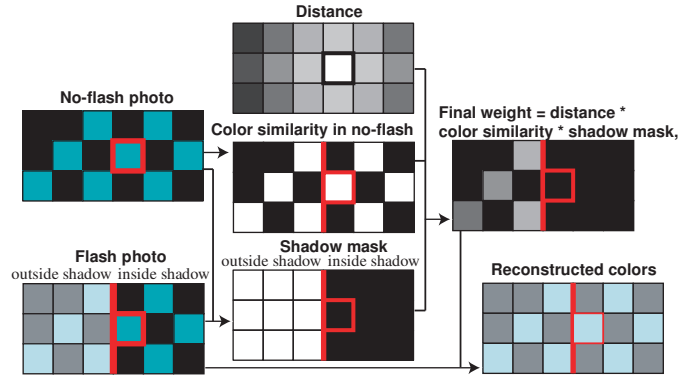 Distance
No-flash photo
Color similarity in no-flash
Final weight = distance *
color similarity * shadow mask,
Flash photo
outside shadow inside shadow
Shadow mask
outside shadow inside shadow
Reconstructed colors